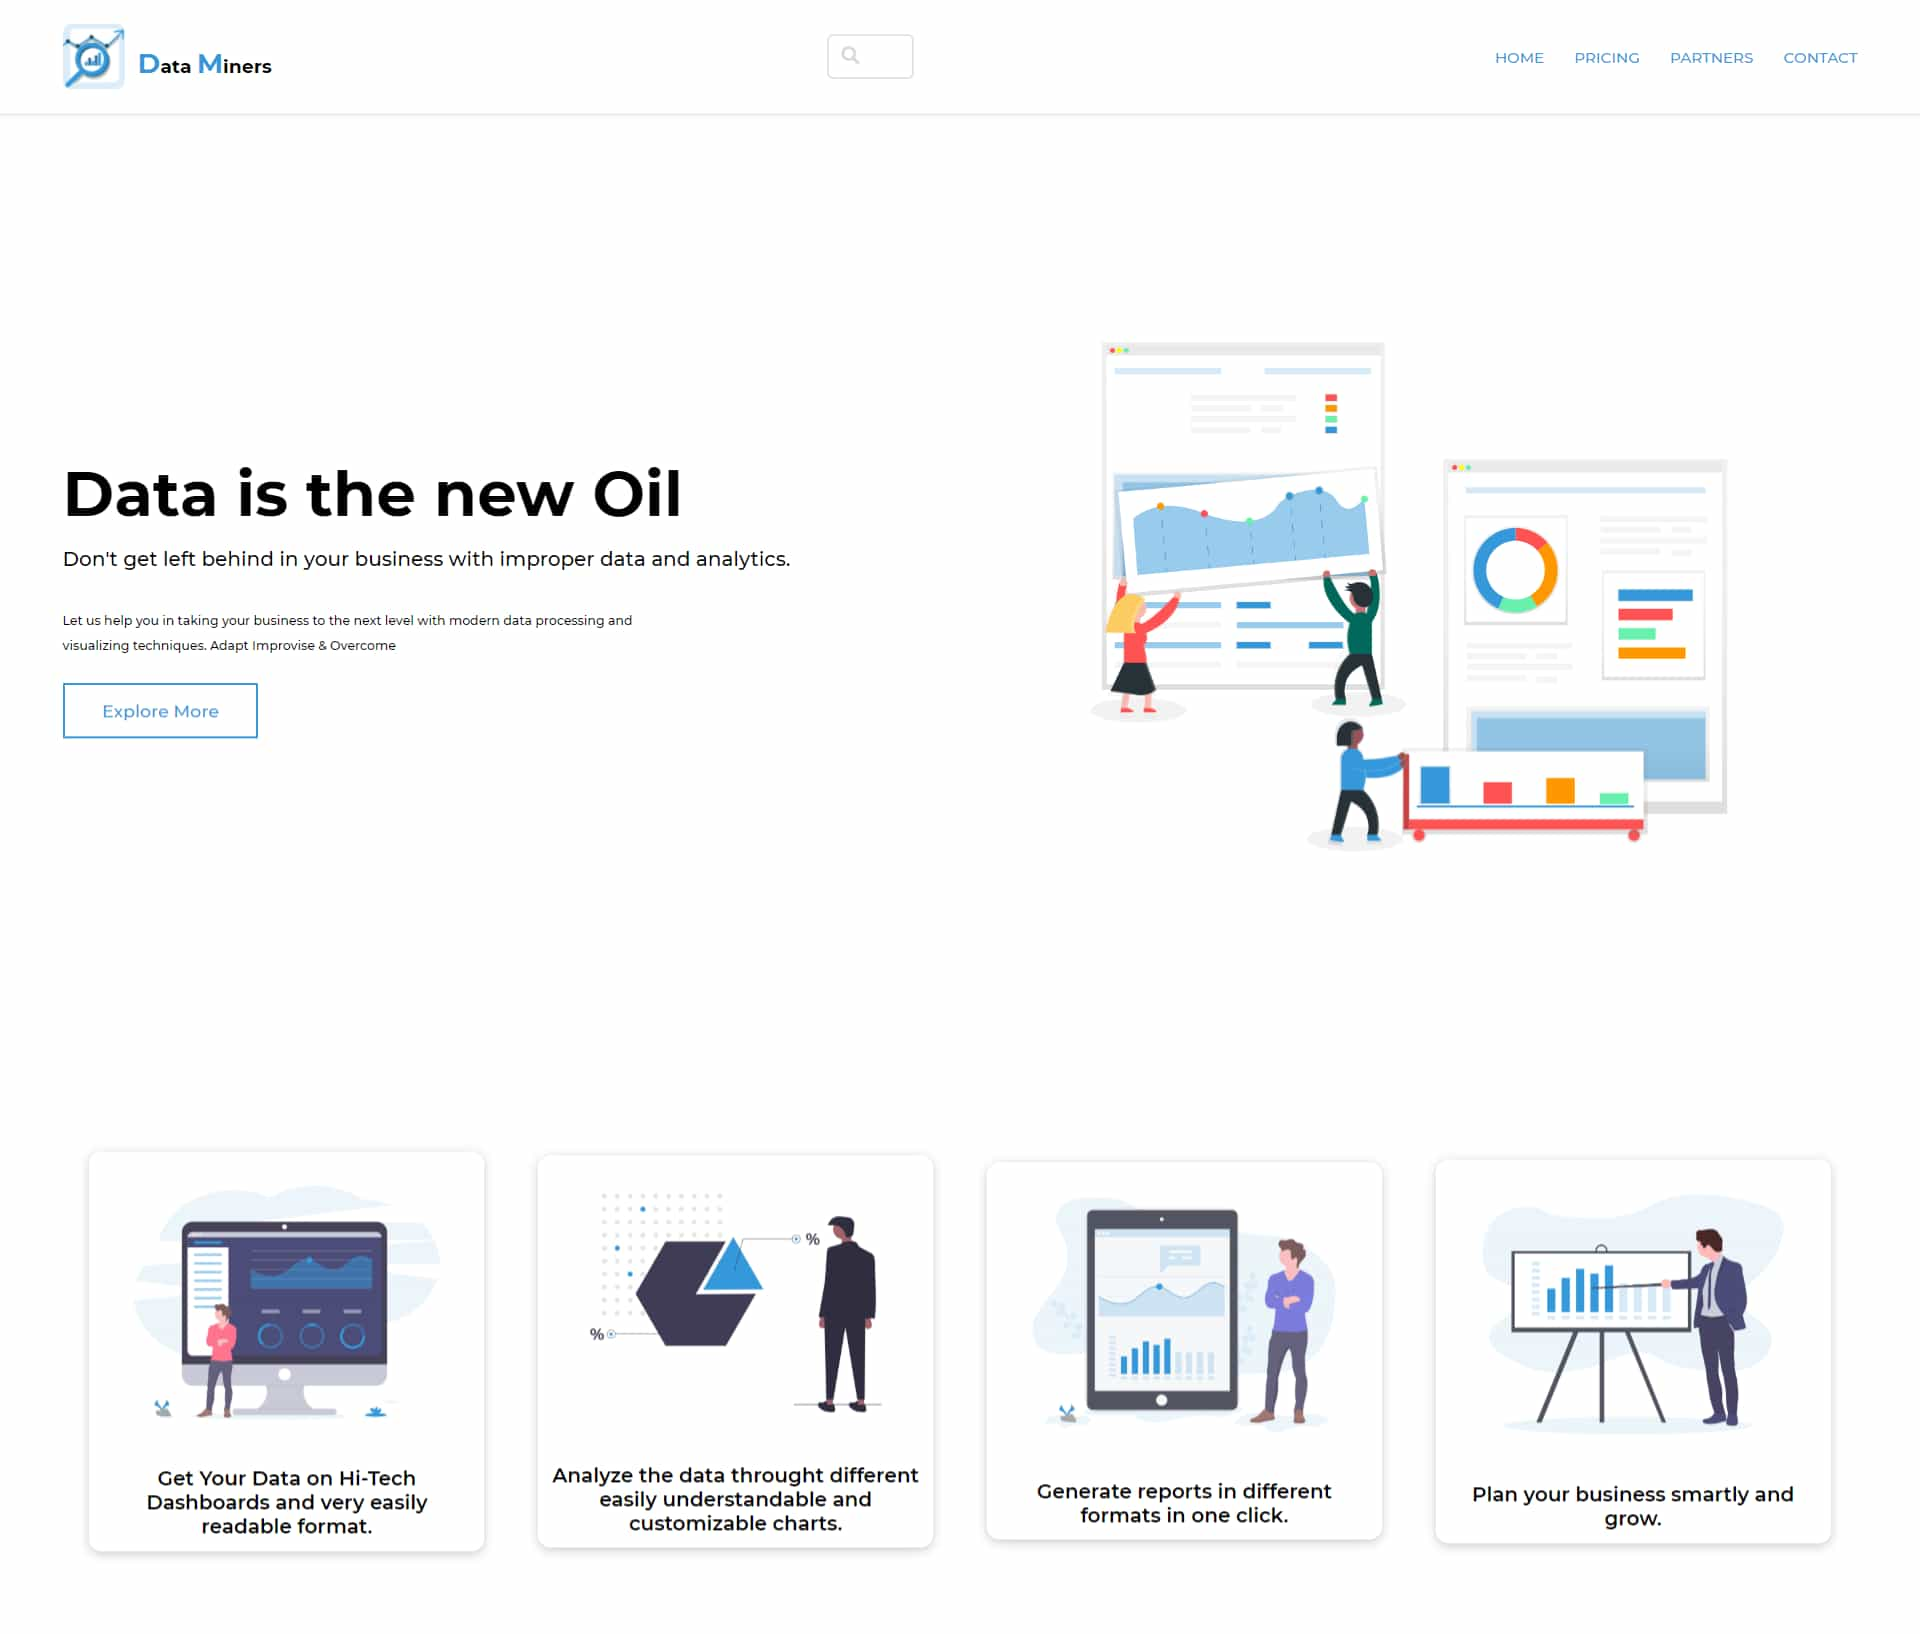 Data Miners
HOME PRICING PARTNERS CONTACT
Data is the new Oil
Don't get left behind in your business with improper data and analytics.
Let us help you in taking your business to the next level with modern data processing and
visualizing techniques. Adapt Improvise & Overcome
Explore More
%
%
Get Your Data on Hi-Tech
Dashboards and very easily
readable format.
Analyze the data throught different
easily understandable and
customizable charts.
Generate reports in different
formats in one click.
Plan your business smartly and
grow.